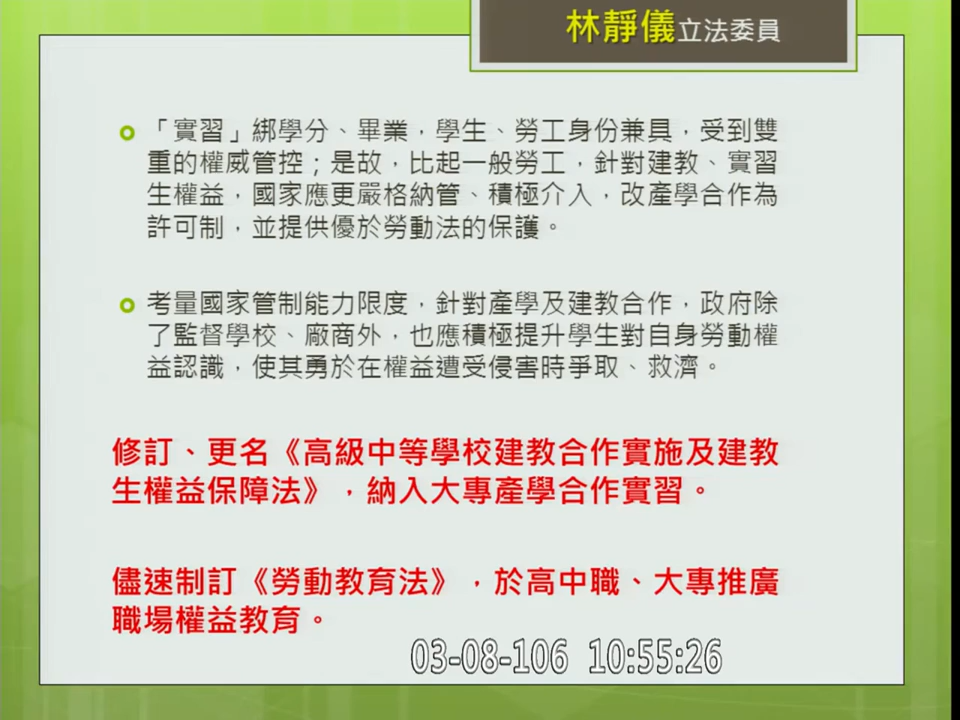 林靜儀立法委員
「實習」綁學分、畢業，學生、勞工身份兼具，受到雙
重的權威管控；是故，比起一般勞工，針對建教、實習
生權益，國家應更嚴格納管、積極介入，改產學合作為
許可制，並提供優於勞動法的保護。
考量國家管制能力限度，針對產學及建教合作，政府除
了監督學校、廠商外，也應積極提升學生對自身勞動權
益認識，使其勇於在權益遭受侵害時爭取、救濟。
修訂、更名《高級中等學校建教合作實施及建教
生權益保障法》，納入大專產學合作實習。
儘速制訂《勞動教育法》，於高中職、大專推廣
職場權益教育。
03-08-106 10:55:26